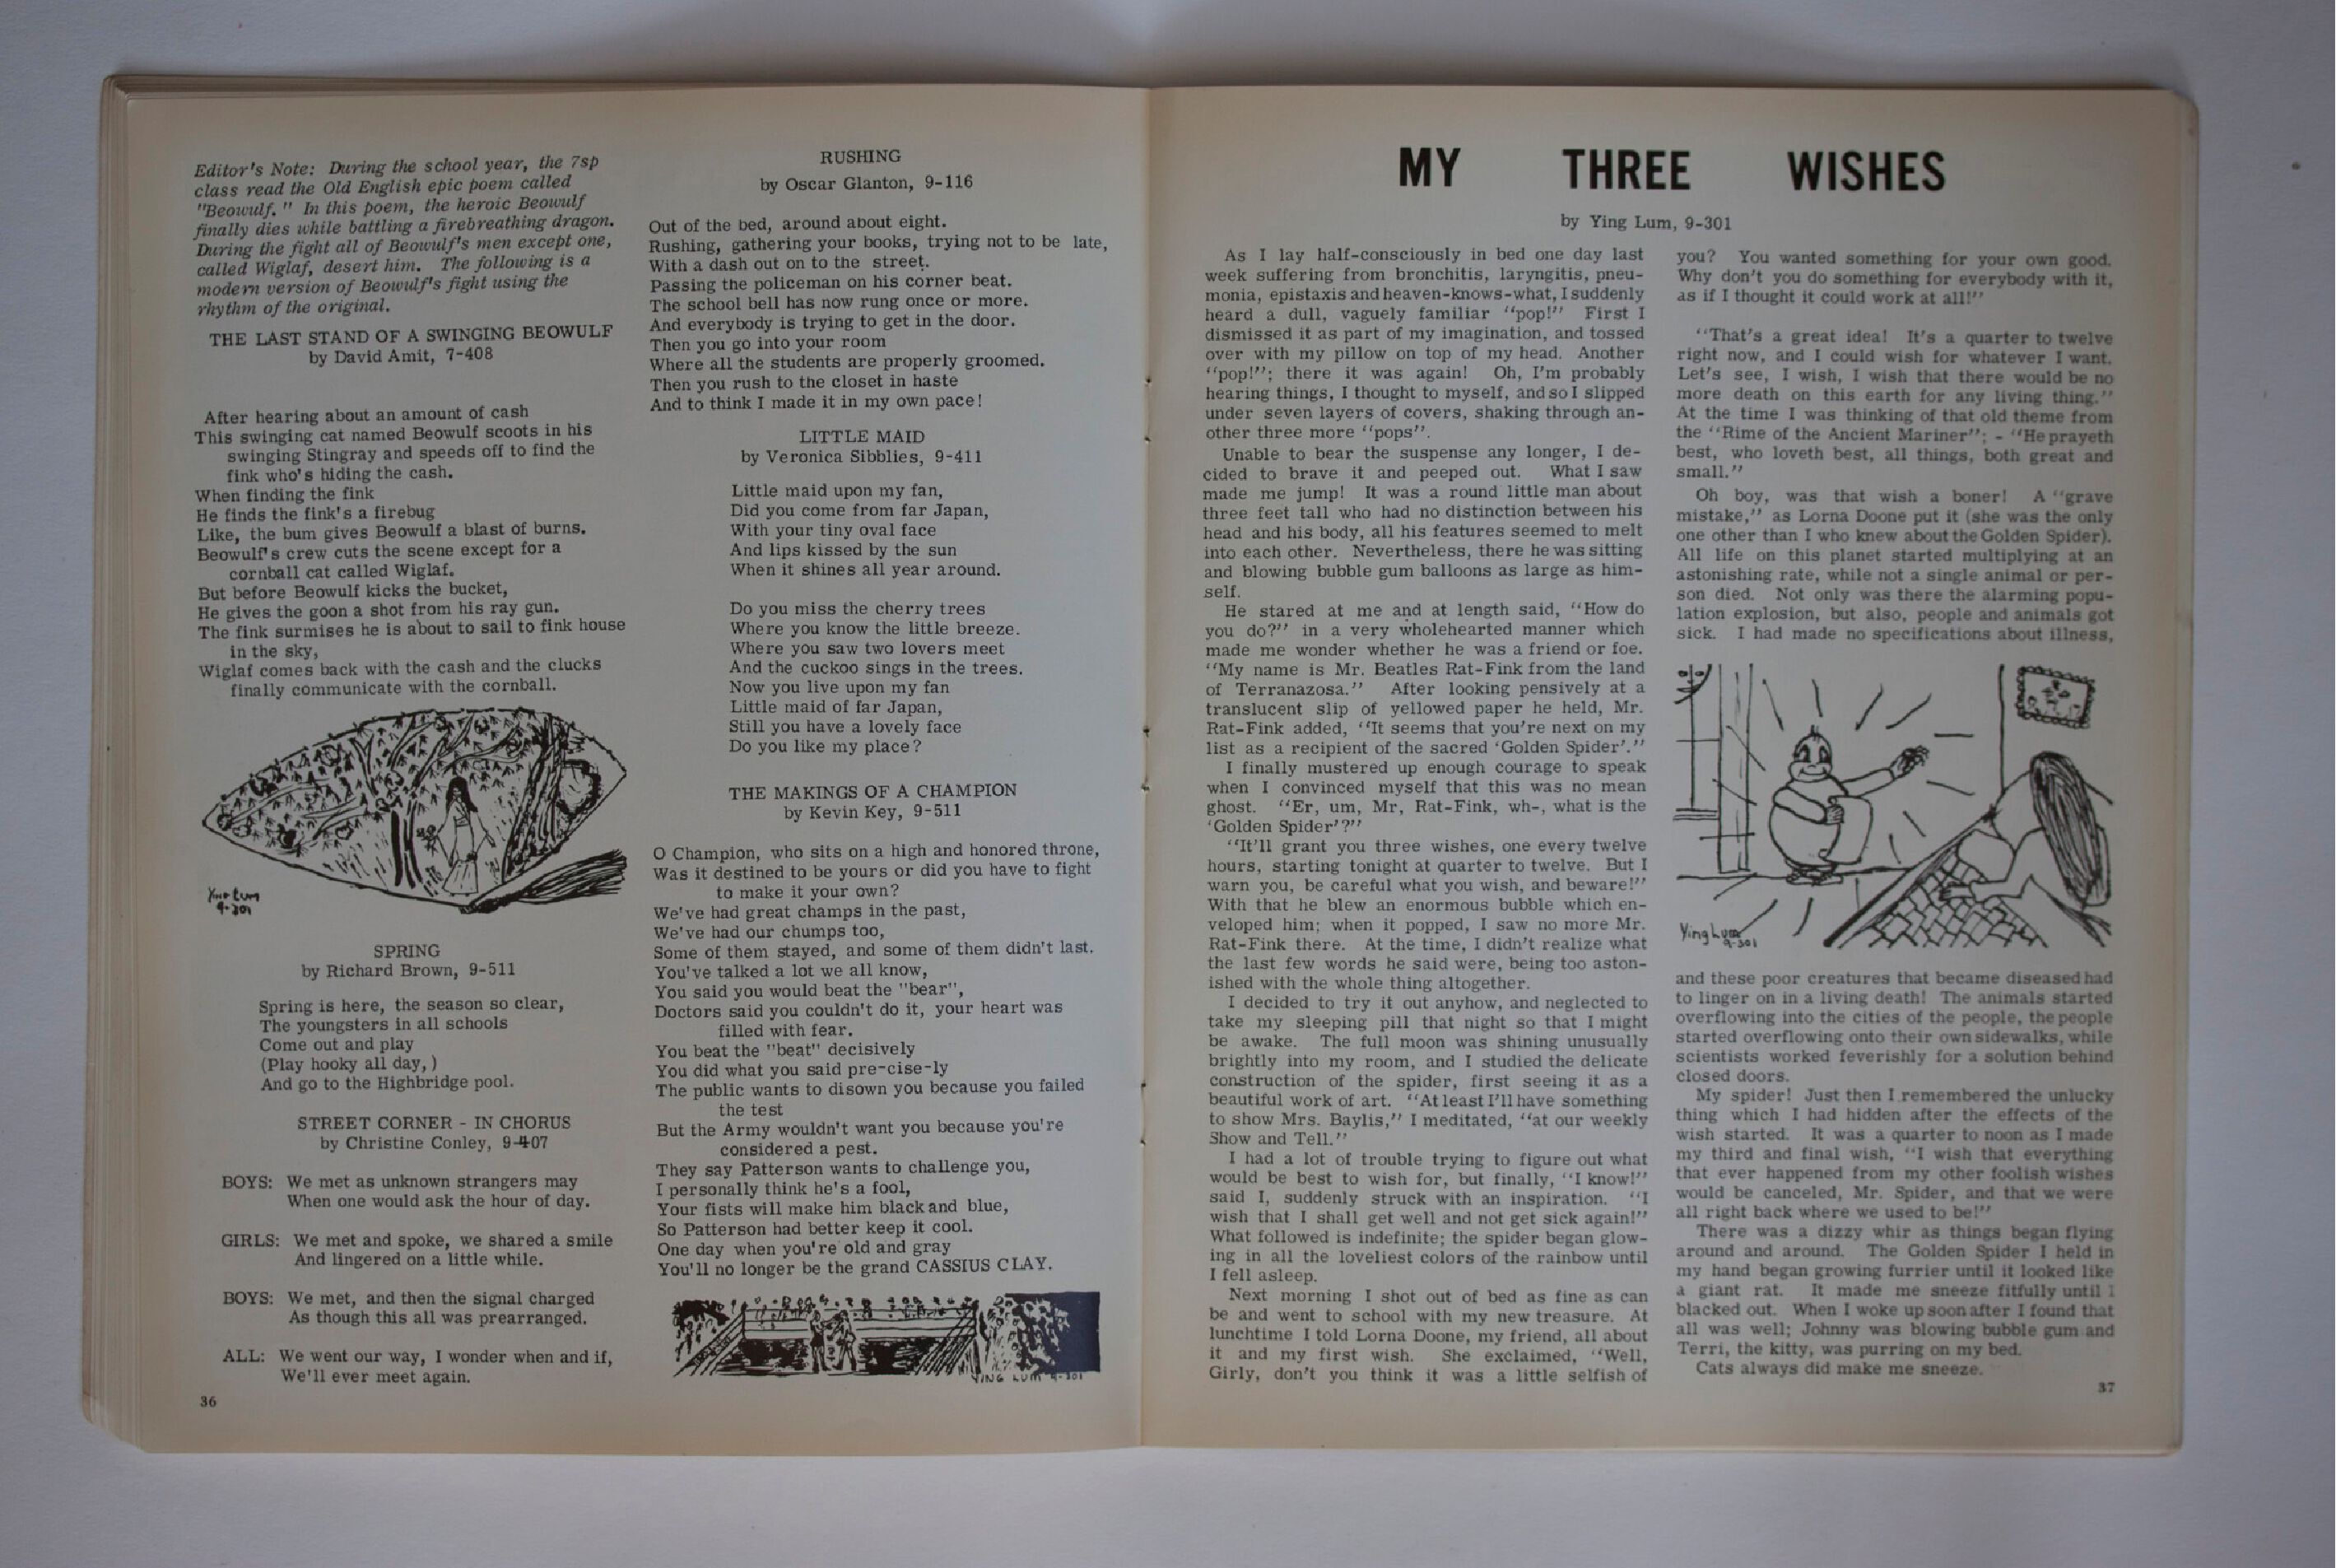 Editor's Note: During the school year, the 7sp
class read the Old English epic poem called
"Beowulf." In this poem, the heroic Beowulf
finally dies while battling a firebreathing dragon.
During the fight all of Beowulf's men except one,
called Wiglaf, desert him. The following is a
modern version of Beowulf's fight using the
rhythm of the original.
THE LAST STAND OF A SWINGING BEOWULF
by David Amit, 7-408
After hearing about an amount of cash
This swinging cat named Beowulf scoots in his
swinging Stingray and speeds off to find the
fink who's hiding the cash.
When finding the fink
He finds the fink's a firebug
Like, the bum gives Beowulf a blast of burns.
Beowulf's crew cuts the scene except for a
cornball cat called Wiglaf.
But before Beowulf kicks the bucket,
He gives the goon a shot from his ray gun.
The fink surmises he is about to sail to fink house
in the sky,
Wiglaf comes back with the cash and the clucks
finally communicate with the cornball.
Ying Lum
9-301
SPRING
by Richard Brown, 9-511
Spring is here, the season so clear,
The youngsters in all schools
Come out and play
(Play hooky all day,)
And go to the Highbridge pool.
STREET CORNER - IN CHORUS
by Christine Conley, 9-407
BOYS: We met as unknown strangers may
When one would ask the hour of day.
GIRLS: We met and spoke, we shared a smile
And lingered on a little while.
BOYS: We met, and then the signal charged
As though this all was prearranged.
ALL: We went our way, I wonder when and if,
We'll ever meet again.
36
RUSHING
by Oscar Glanton, 9-116
Out of the bed, around about eight.
Rushing, gathering your books, trying not to be late,
With a dash out on to the street.
Passing the policeman on his corner beat.
The school bell has now rung once or more.
And everybody is trying to get in the door.
Then you go into your room
Where all the students are properly groomed.
Then you rush to the closet in haste
And to think I made it in my own pace!
LITTLE MAID
by Veronica Sibblies, 9-411
Little maid upon my fan,
Did you come from far Japan,
With your tiny oval face
And lips kissed by the sun
When it shines all year around.
Do you miss the cherry trees
Where you know the little breeze.
Where you saw two lovers meet
And the cuckoo sings in the trees.
Now you live upon my fan
Little maid of far Japan,
Still you have a lovely face
Do you like my place?
THE MAKINGS OF A CHAMPION
by Kevin Key, 9-511
O Champion, who sits on a high and honored throne,
Was it destined to be yours or did you have to fight
to make it your own?
We've had great champs in the past,
We've had our chumps too,
Some of them stayed, and some of them didn't last.
You've talked a lot we all know,
You said you would beat the "bear",
Doctors said you couldn't do it, your heart was
filled with fear.
You beat the "beat" decisively
You did what you said pre-cise-ly
The public wants to disown you because you failed
the test
But the Army wouldn't want you because you're
considered a pest.
They say Patterson wants to challenge you,
I personally think he's a fool,
Your fists will make him black and blue,
So Patterson had better keep it cool.
One day when you're old and gray
You'll no longer be the grand CASSIUS CLAY.
YING LUM 9-301
MY THREE WISHES
by Ying Lum, 9-301
As I lay half-consciously in bed one day last
week suffering from bronchitis, laryngitis, pneu-
monia, epistaxis and heaven-knows-what, I suddenly
heard a dull, vaguely familiar "pop!" First I
dismissed it as part of my imagination, and tossed
over with my pillow on top of my head. Another
"pop!"; there it was again! Oh, I'm probably
hearing things, I thought to myself, and so I slipped
under seven layers of covers, shaking through an-
other three more "pops".
Unable to bear the suspense any longer, I de-
cided to brave it and peeped out. What I saw
made me jump! It was a round little man about
three feet tall who had no distinction between his
head and his body, all his features seemed to melt
into each other. Nevertheless, there he was sitting
and blowing bubble gum balloons as large as him-
self.
He stared at me and at length said, "How do
you do?" in a very wholehearted manner which
made me wonder whether he was a friend or foe.
"My name is Mr. Beatles Rat-Fink from the land
of Terranazosa." After looking pensively at a
translucent slip of yellowed paper he held, Mr.
Rat-Fink added, "It seems that you're next on my
list as a recipient of the sacred 'Golden Spider'."
I finally mustered up enough courage to speak
when I convinced myself that this was no mean
ghost. "Er, um, Mr, Rat-Fink, wh-, what is the
'Golden Spider'?"
"It'll grant you three wishes, one every twelve
hours, starting tonight at quarter to twelve. But I
warn you, be careful what you wish, and beware!"
With that he blew an enormous bubble which en-
veloped him; when it popped, I saw no more Mr.
Rat-Fink there. At the time, I didn't realize what
the last few words he said were, being too aston-
ished with the whole thing altogether.
I decided to try it out anyhow, and neglected to
take my sleeping pill that night so that I might
be awake. The full moon was shining unusually
brightly into my room, and I studied the delicate
construction of the spider, first seeing it as a
beautiful work of art. "At least I'll have something
to show Mrs. Baylis," I meditated, "at our weekly
Show and Tell."
I had a lot of trouble trying to figure out what
would be best to wish for, but finally, "I know!"
said I, suddenly struck with an inspiration. "I
wish that I shall get well and not get sick again!"
What followed is indefinite; the spider began glow-
ing in all the loveliest colors of the rainbow until
I fell asleep.
Next morning I shot out of bed as fine as can
be and went to school with my new treasure. At
lunchtime I told Lorna Doone, my friend, all about
it and my first wish. She exclaimed, "Well,
Girly, don't you think it was a little selfish of
you? You wanted something for your own good.
Why don't you do something for everybody with it,
as if I thought it could work at all!"
"That's a great idea! It's a quarter to twelve
right now, and I could wish for whatever I want.
Let's see, I wish, I wish that there would be no
more death on this earth for any living thing."
At the time I was thinking of that old theme from
the "Rime of the Ancient Mariner"; - "He prayeth
best, who loveth best, all things, both great and
small."
Oh boy, was that wish a boner! A "grave
mistake," as Lorna Doone put it (she was the only
one other than I who knew about the Golden Spider).
All life on this planet started multiplying at an
astonishing rate, while not a single animal or per-
son died. Not only was there the alarming popu-
lation explosion, but also, people and animals got
sick. I had made no specifications about illness,
Ying Lum
9-301
and these poor creatures that became diseased had
to linger on in a living death! The animals started
overflowing into the cities of the people, the people
started overflowing onto their own sidewalks, while
scientists worked feverishly for a solution behind
closed doors.
My spider! Just then I remembered the unlucky
thing which I had hidden after the effects of the
wish started. It was a quarter to noon as I made
my third and final wish, "I wish that everything
that ever happened from my other foolish wishes
would be canceled, Mr. Spider, and that we were
all right back where we used to be!"
There was a dizzy whir as things began flying
around and around. The Golden Spider I held in
my hand began growing furrier until it looked like
a giant rat. It made me sneeze fitfully until I
blacked out. When I woke up soon after I found that
all was well; Johnny was blowing bubble gum and
Terri, the kitty, was purring on my bed.
Cats always did make me sneeze.
37